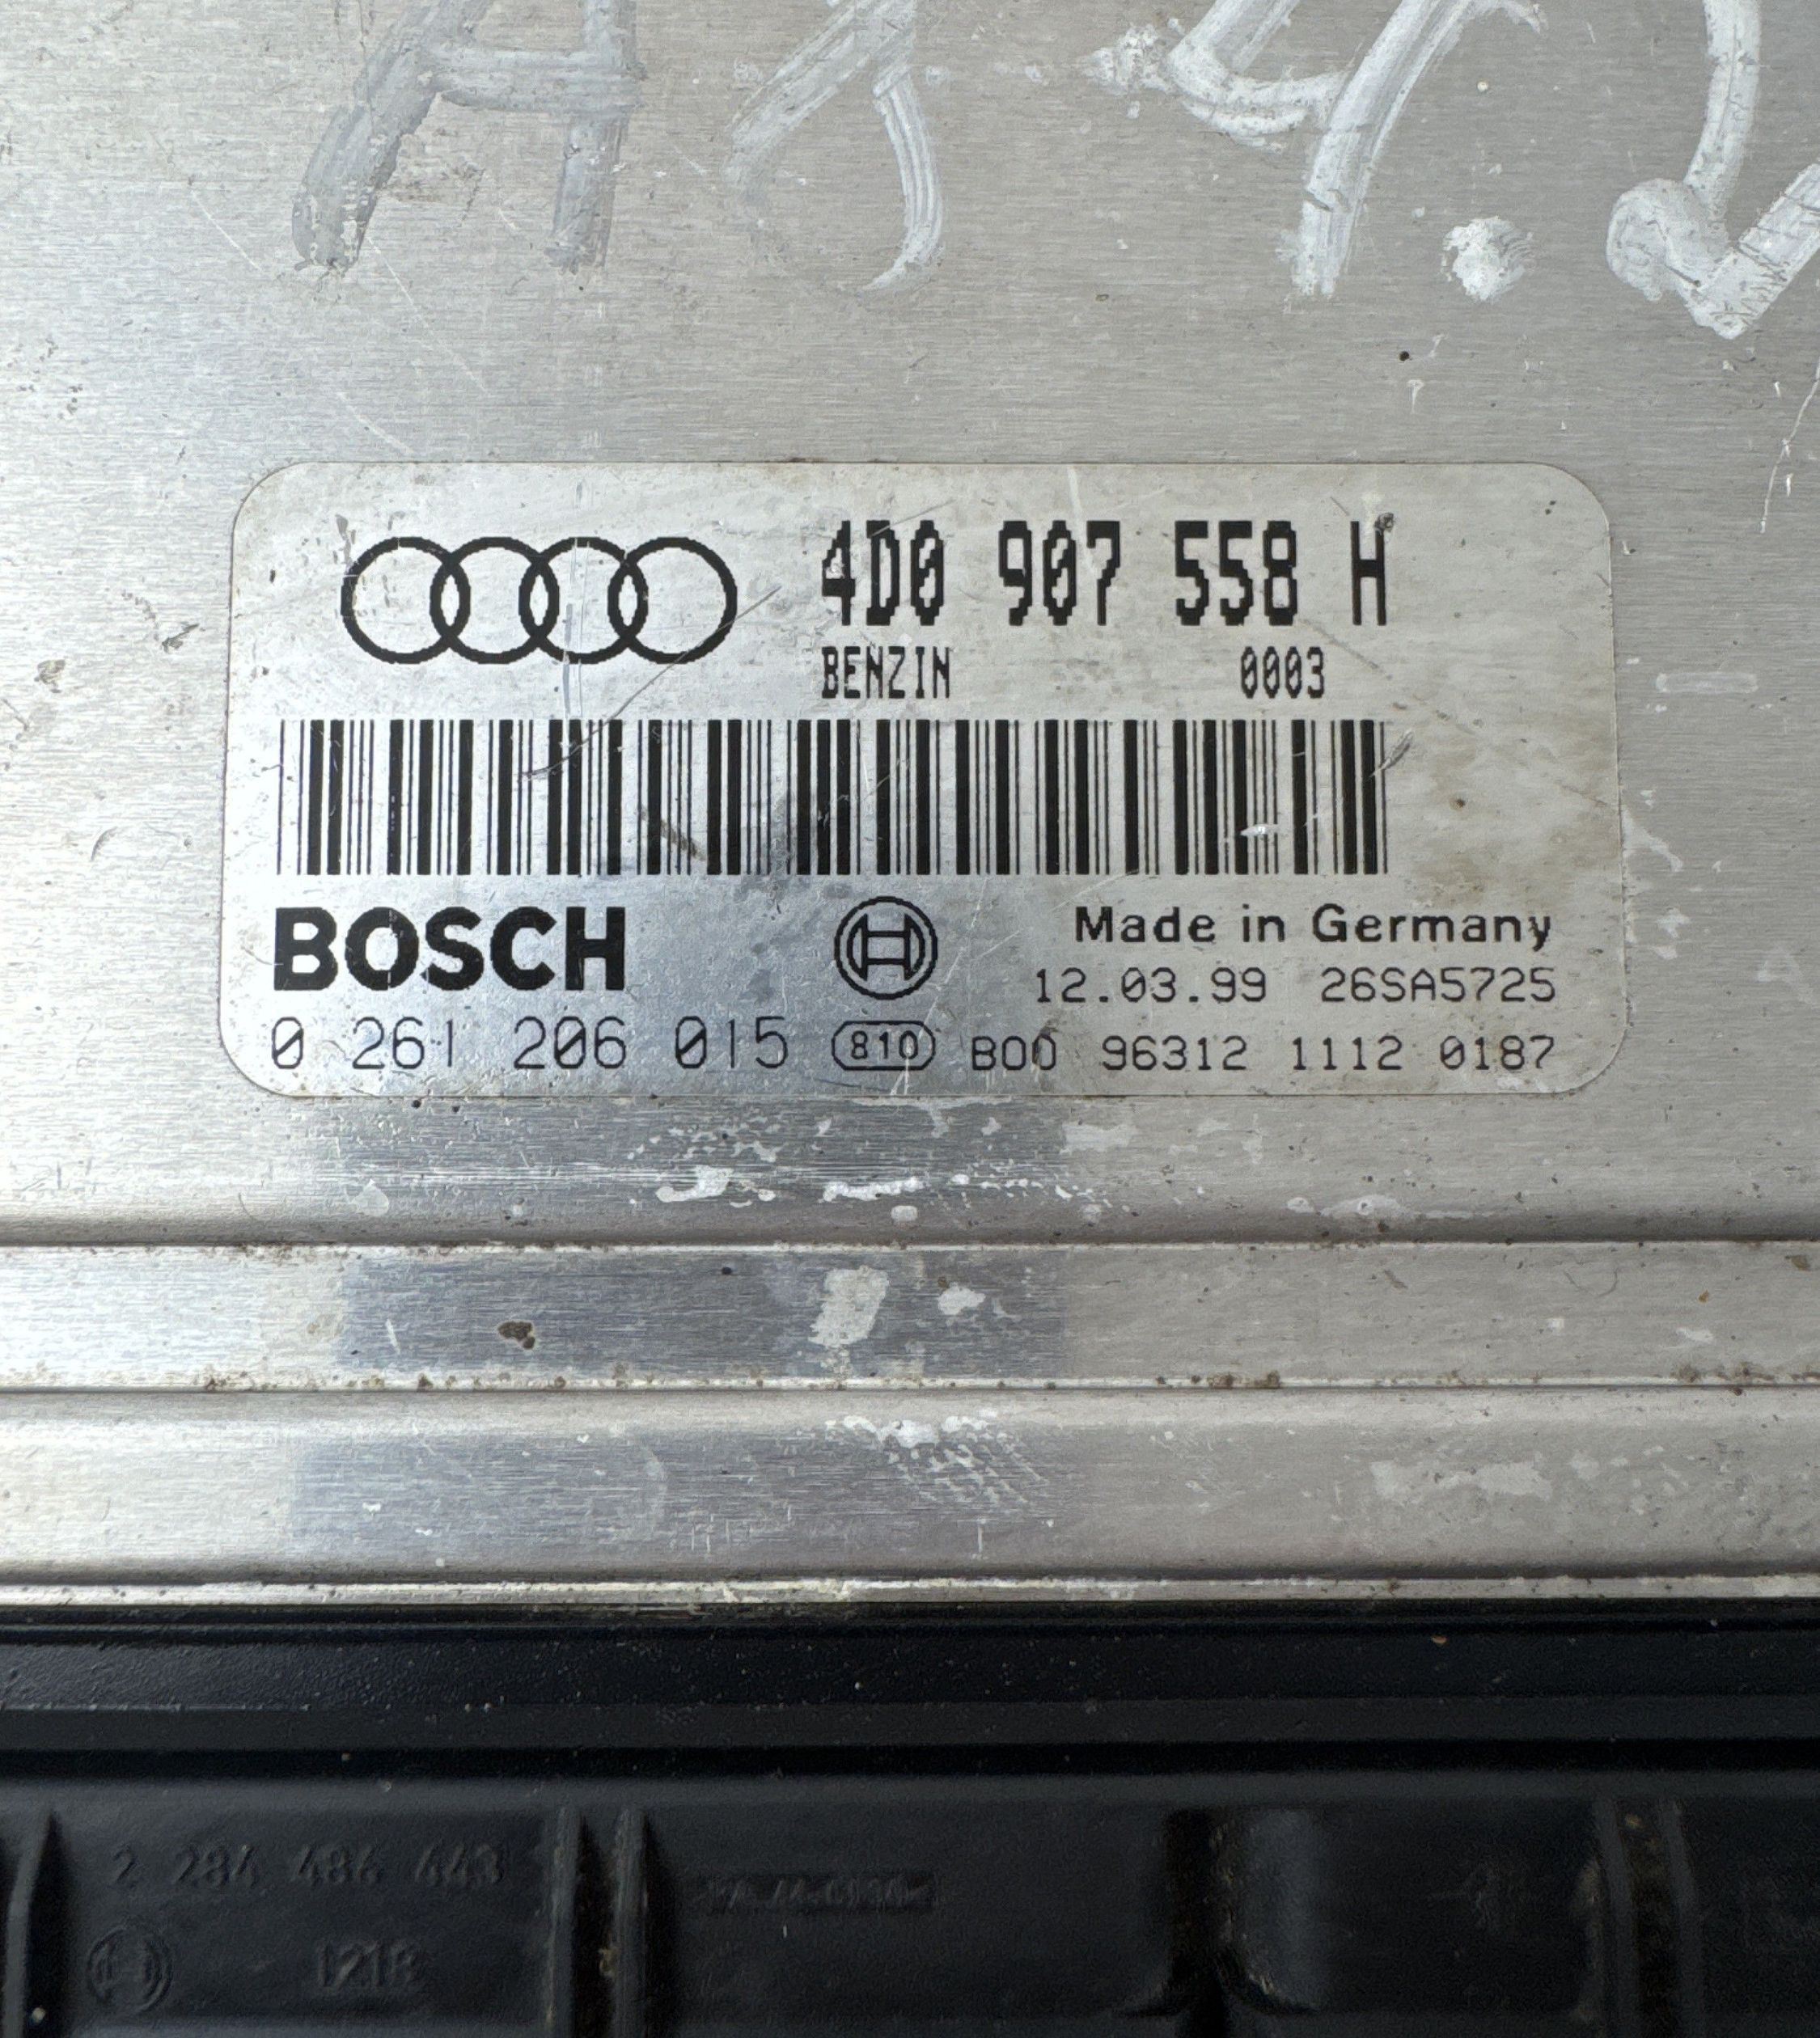 4D0 907 558 H
BENZIN 0003
BOSCH
Made in Germany
12.03.99 26SA5725
0 261 206 015 810 B00 96312 1112 0187
2 284 486 443
1218